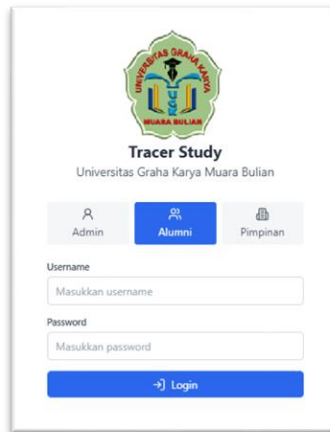 UNIVERSITAS GRAHA KARYA
MUARA BULIAN
Tracer Study
Universitas Graha Karya Muara Bulian
Admin
Alumni
Pimpinan
Username
Masukkan username
Password
Masukkan password
Login